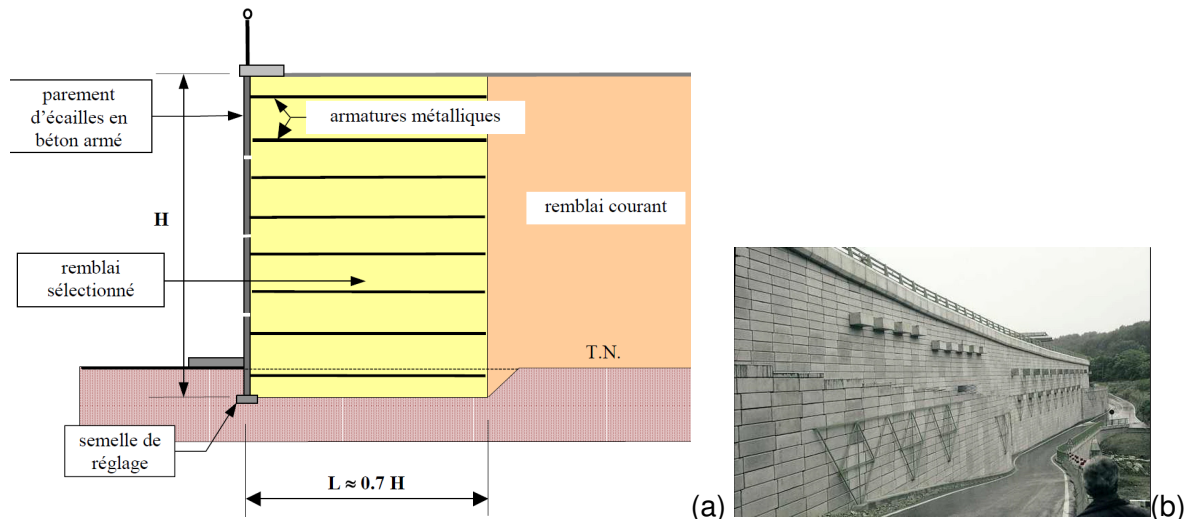 parement
d'écailles en
béton armé
armatures métalliques
H
remblai courant
remblai
sélectionné
T.N.
semelle de
réglage
L ≈ 0.7 H
(a)
(b)